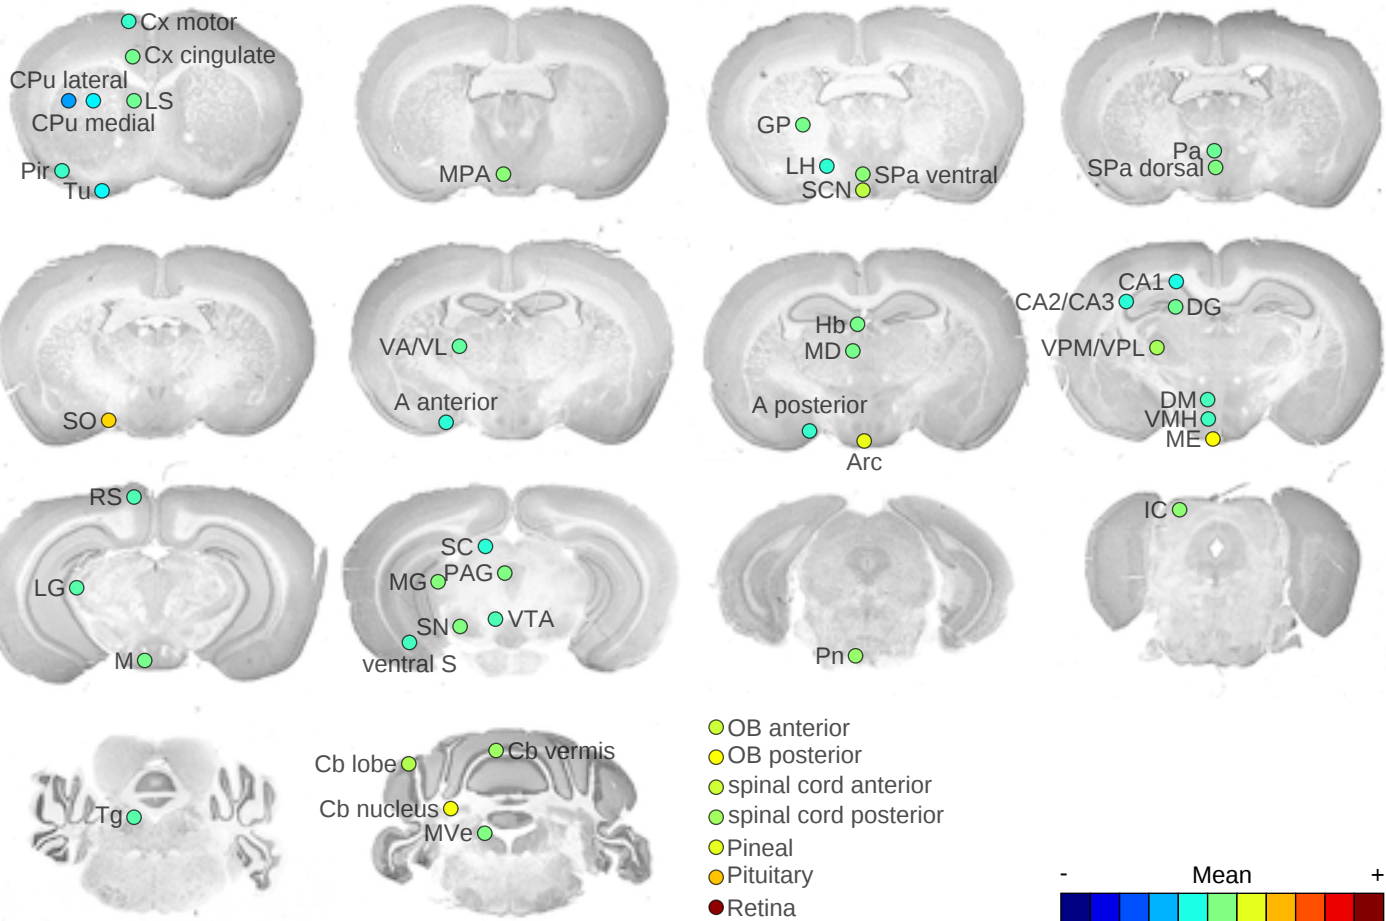 Cx motor
Cx cingulate
CPu lateral
LS
CPu medial
Pir
Tu
MPA
GP
LH
SPa ventral
SCN
Pa
SPa dorsal
SO
VA/VL
A anterior
Hb
MD
A posterior
Arc
CA1
CA2/CA3
DG
VPM/VPL
DM
VMH
ME
RS
LG
M
SC
MG
PAG
SN
VTA
ventral S
Pn
IC
Tg
Cb lobe
Cb vermis
Cb nucleus
MVe
OB anterior
OB posterior
spinal cord anterior
spinal cord posterior
Pineal
Pituitary
Retina
- Mean +